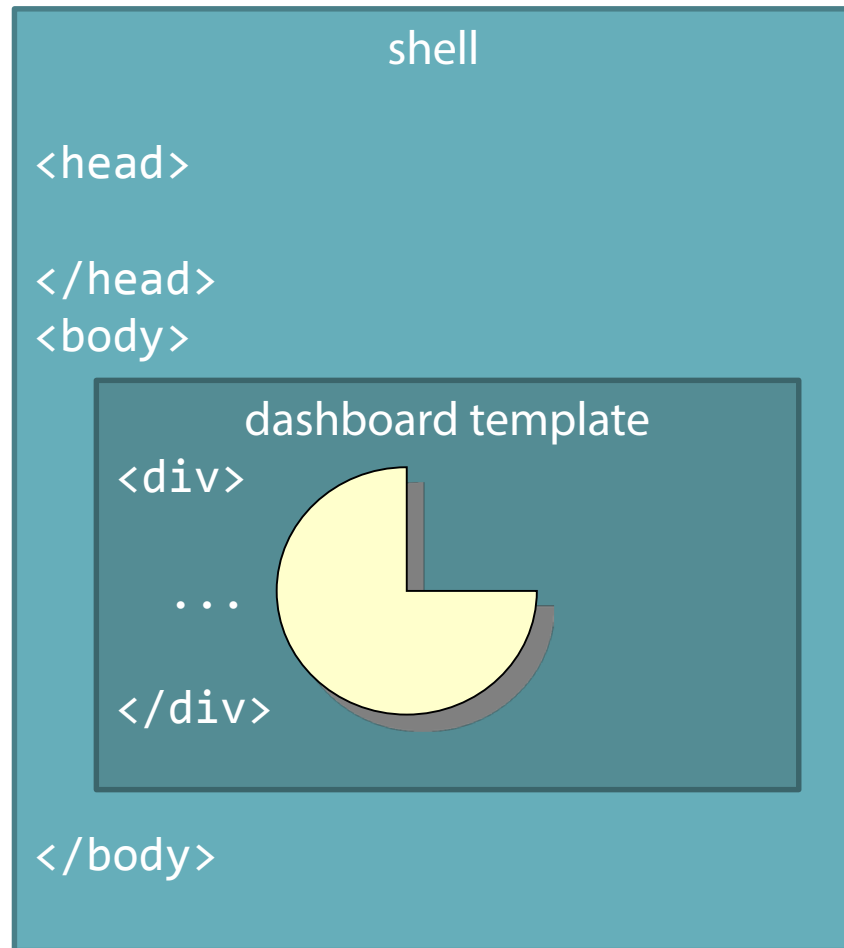 shell
<head>
</head>
<body>
dashboard template
<div>
...
</div>
</body>